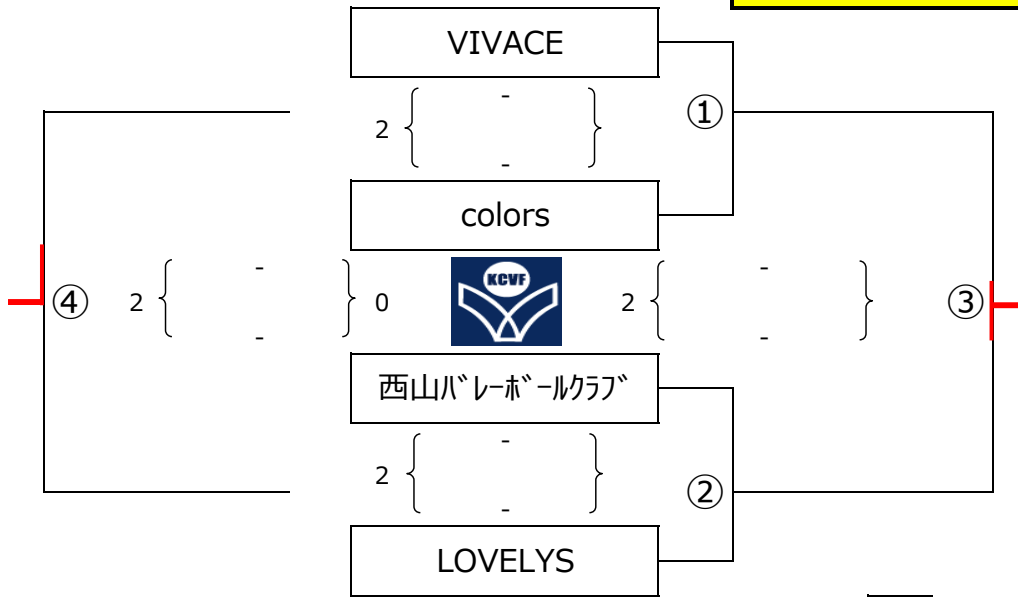 VIVACE
-
2 ①
-
colors
- KCVF -
④ 2 0 2 ③
- -
西山ﾊﾞﾚｰﾎﾞｰﾙｸﾗﾌﾞ
-
2 ②
-
LOVELYS